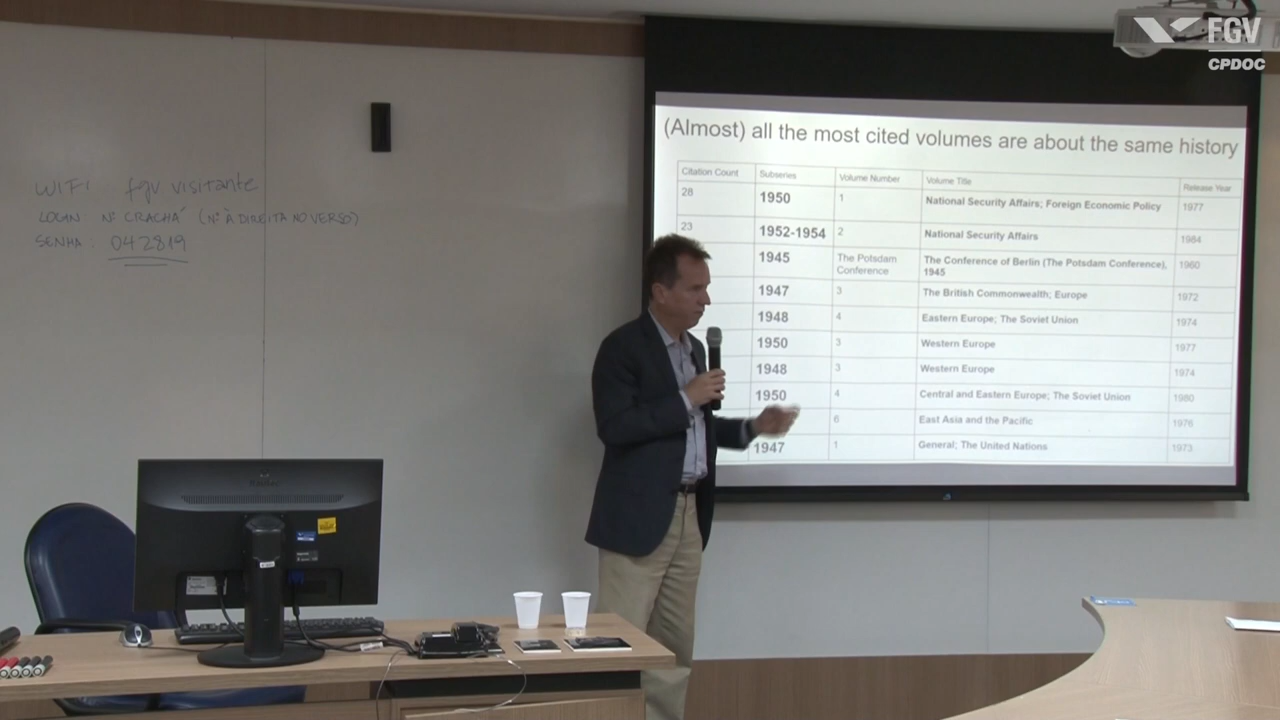 FGV
CPDOC
WIFI fgv visitante
LOGIN Nº CRACHÁ (Nº À DIREITA NO VERSO)
SENHA: 042819
(Almost) all the most cited volumes are about the same history
Citation Count Subseries Volume Number Volume Title Release Year
28 1950 1 National Security Affairs; Foreign Economic Policy 1977
23 1952-1954 2 National Security Affairs 1984
1945 The Potsdam Conference The Conference of Berlin (The Potsdam Conference), 1945 1960
1947 3 The British Commonwealth; Europe 1972
1948 4 Eastern Europe; The Soviet Union 1974
1950 3 Western Europe 1977
1948 3 Western Europe 1974
1950 4 Central and Eastern Europe; The Soviet Union 1980
6 East Asia and the Pacific 1976
1947 1 General; The United Nations 1973